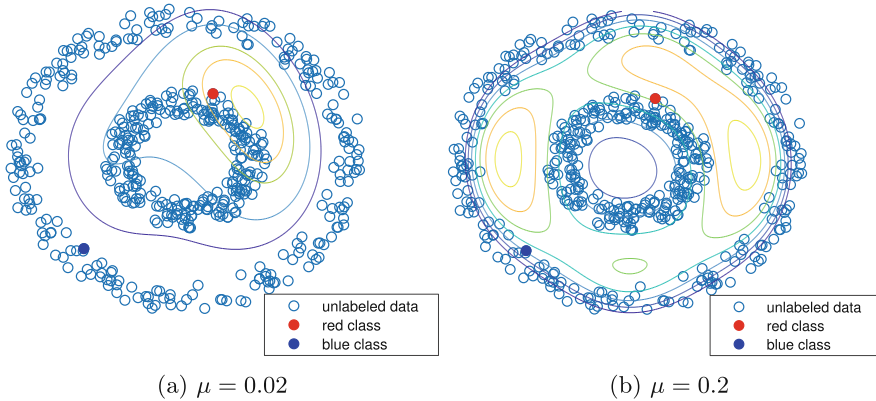 unlabeled data
red class
blue class
(a) μ = 0.02
unlabeled data
red class
blue class
(b) μ = 0.2